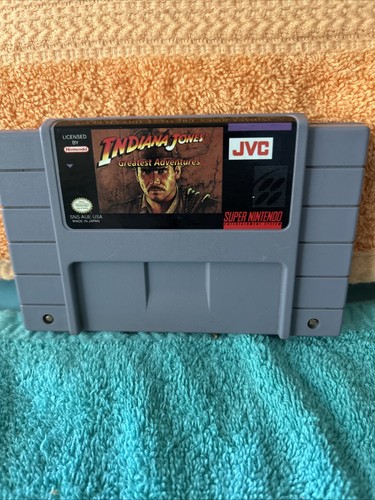 LICENSED
BY
Nintendo
INDIANA JONES
Greatest Adventures
JVC
SNS-AIJE-USA
MADE IN JAPAN
SUPER NINTENDO